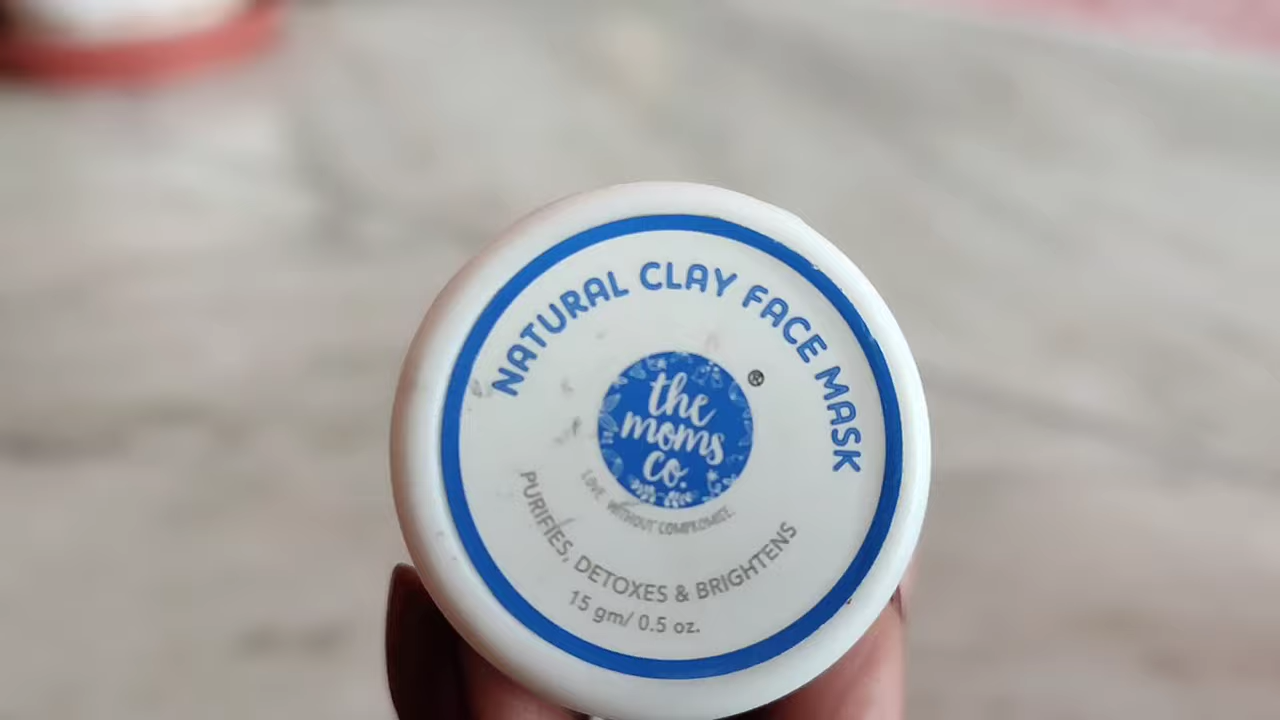 NATURAL CLAY FACE MASK
®
the
moms
co.
LOVE. WITHOUT COMPROMISE.
PURIFIES, DETOXES & BRIGHTENS
15 gm/ 0.5 oz.